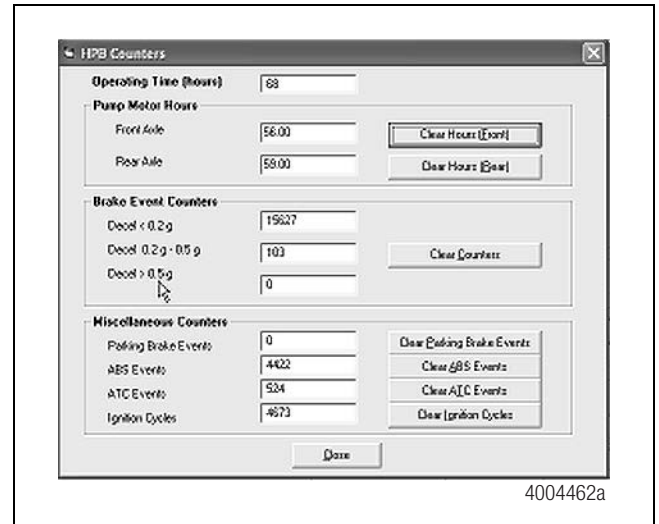 HPB Counters
Operating Time (hours) 68
Pump Motor Hours
Front Axle 56.00 Clear Hours (Front)
Rear Axle 59.00 Clear Hours (Rear)
Brake Event Counters
Decel < 0.2 g 15627
Decel 0.2 g - 0.5 g 103 Clear Counters
Decel > 0.5 g 0
Miscellaneous Counters
Parking Brake Events 0 Clear Parking Brake Events
ABS Events 4422 Clear ABS Events
ATC Events 524 Clear ATC Events
Ignition Cycles 4673 Clear Ignition Cycles
Close
4004462a